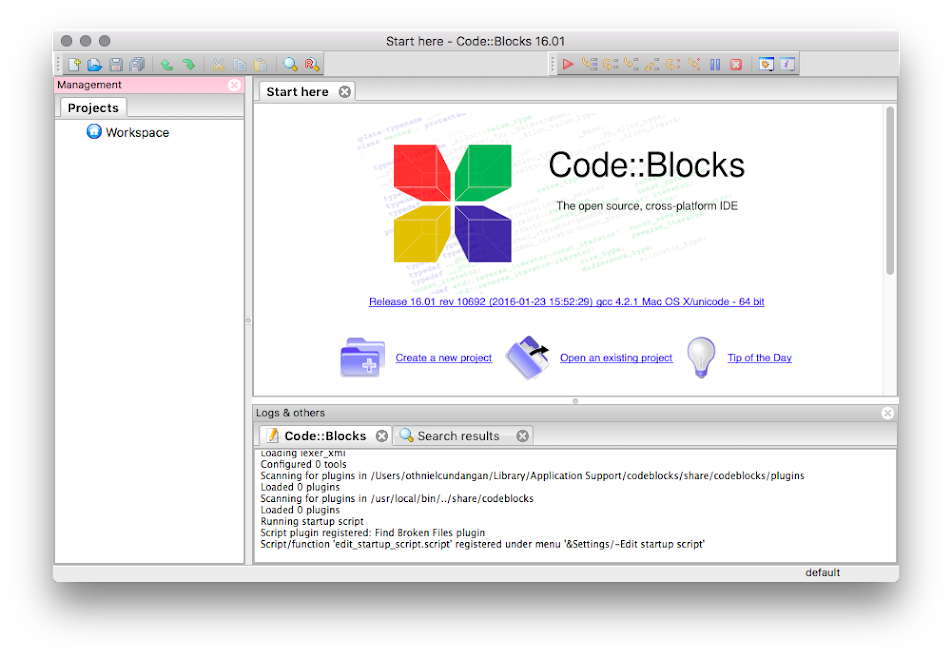 Start here - Code::Blocks 16.01
Management
Projects
Workspace
Start here
Code::Blocks
The open source, cross-platform IDE
Release 16.01 rev 10692 (2016-01-23 15:52:29) gcc 4.2.1 Mac OS X/unicode - 64 bit
Create a new project
Open an existing project
Tip of the Day
Logs & others
Code::Blocks
Search results
Loading lexer_xml
Configured 0 tools
Scanning for plugins in /Users/othnielcundangan/Library/Application Support/codeblocks/share/codeblocks/plugins
Loaded 0 plugins
Scanning for plugins in /usr/local/bin/../share/codeblocks
Loaded 0 plugins
Running startup script
Script plugin registered: Find Broken Files plugin
Script/function 'edit_startup_script.script' registered under menu '&Settings/-Edit startup script'
default